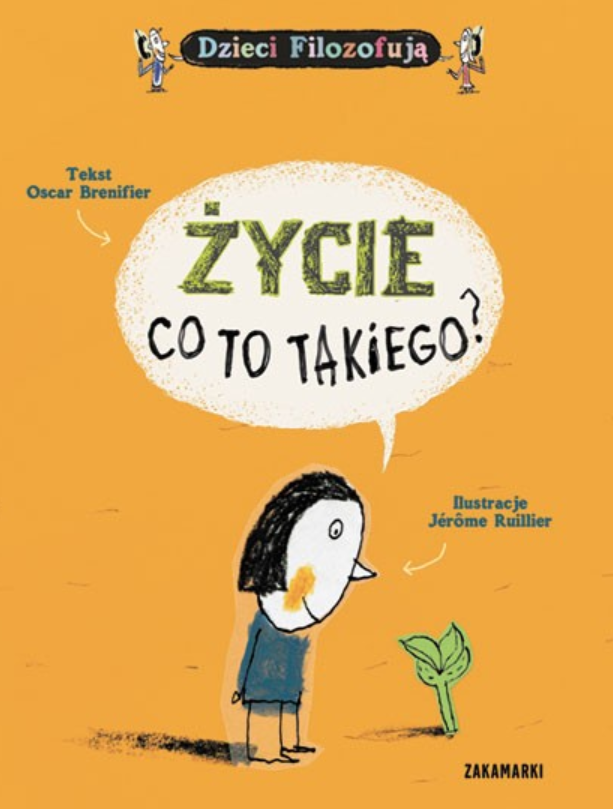 Dzieci Filozofują
Tekst
Oscar Brenifier
ŻYCIE
CO TO TAKiEGO?
Ilustracje
Jérôme Ruillier
ZAKAMARKI